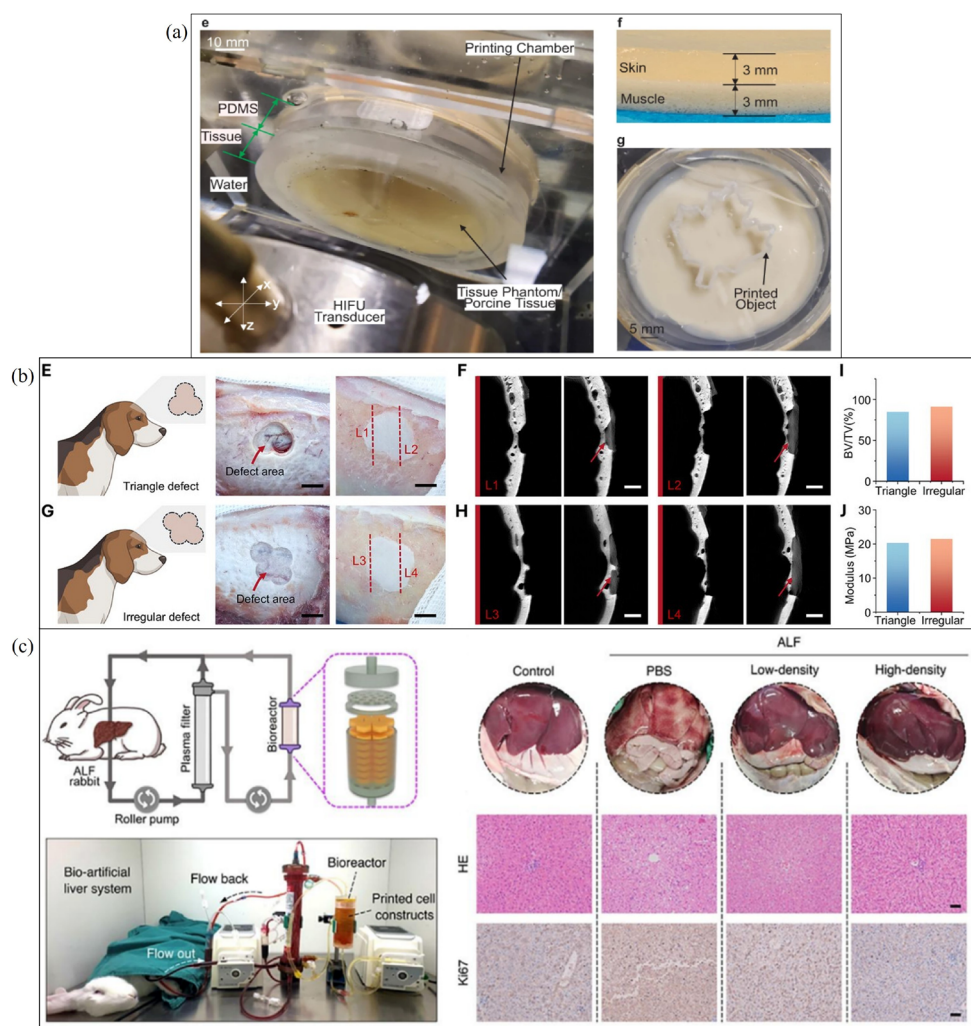 (a)
e
10 mm
Printing Chamber
PDMS
Tissue
Water
x
y
z
HIFU
Transducer
Tissue Phantom/
Porcine Tissue
f
Skin
3 mm
Muscle
3 mm
g
Printed
Object
5 mm
(b)
E
Triangle defect
Defect area
L1
L2
F
L1
L2
I
BV/TV(%)
100
50
0
Triangle
Irregular
G
Irregular defect
Defect area
L3
L4
H
L3
L4
J
Modulus (MPa)
30
20
10
0
Triangle
Irregular
(c)
ALF
rabbit
Roller pump
Plasma filter
Bioreactor
Bio-artificial
liver system
Flow back
Flow out
Bioreactor
Printed cell
constructs
ALF
Control
PBS
Low-density
High-density
HE
Ki67